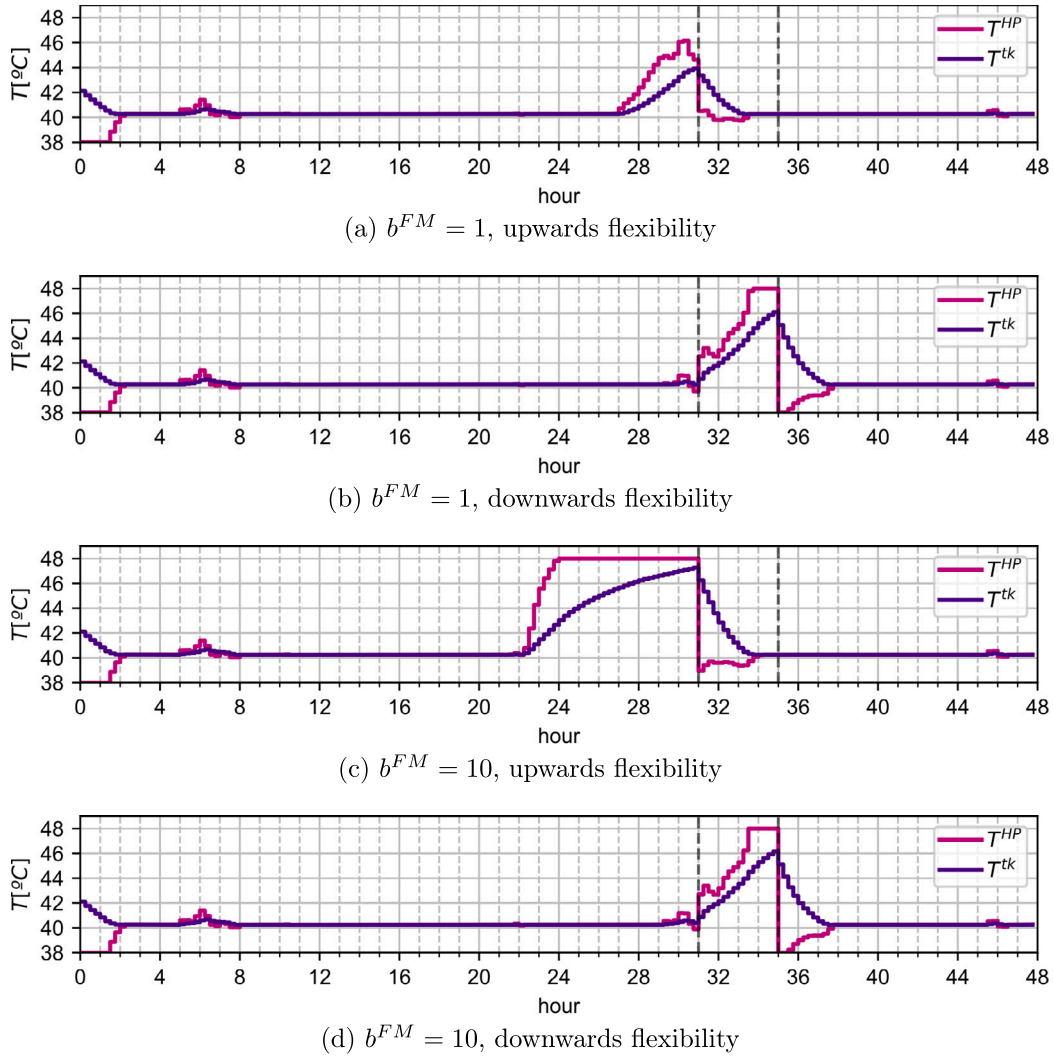 48
46
44
42
40
38
T[ºC]
T^HP
T^tk
0 4 8 12 16 20 24 28 32 36 40 44 48
hour
(a) b^FM = 1, upwards flexibility
48
46
44
42
40
38
T[ºC]
T^HP
T^tk
0 4 8 12 16 20 24 28 32 36 40 44 48
hour
(b) b^FM = 1, downwards flexibility
48
46
44
42
40
38
T[ºC]
T^HP
T^tk
0 4 8 12 16 20 24 28 32 36 40 44 48
hour
(c) b^FM = 10, upwards flexibility
48
46
44
42
40
38
T[ºC]
T^HP
T^tk
0 4 8 12 16 20 24 28 32 36 40 44 48
hour
(d) b^FM = 10, downwards flexibility